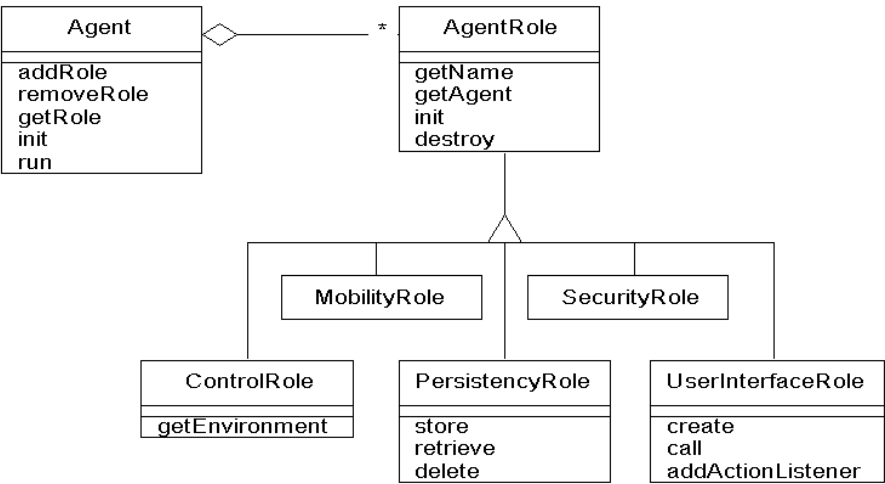 Agent
addRole
removeRole
getRole
init
run
*
AgentRole
getName
getAgent
init
destroy
MobilityRole
SecurityRole
ControlRole
getEnvironment
PersistencyRole
store
retrieve
delete
UserInterfaceRole
create
call
addActionListener